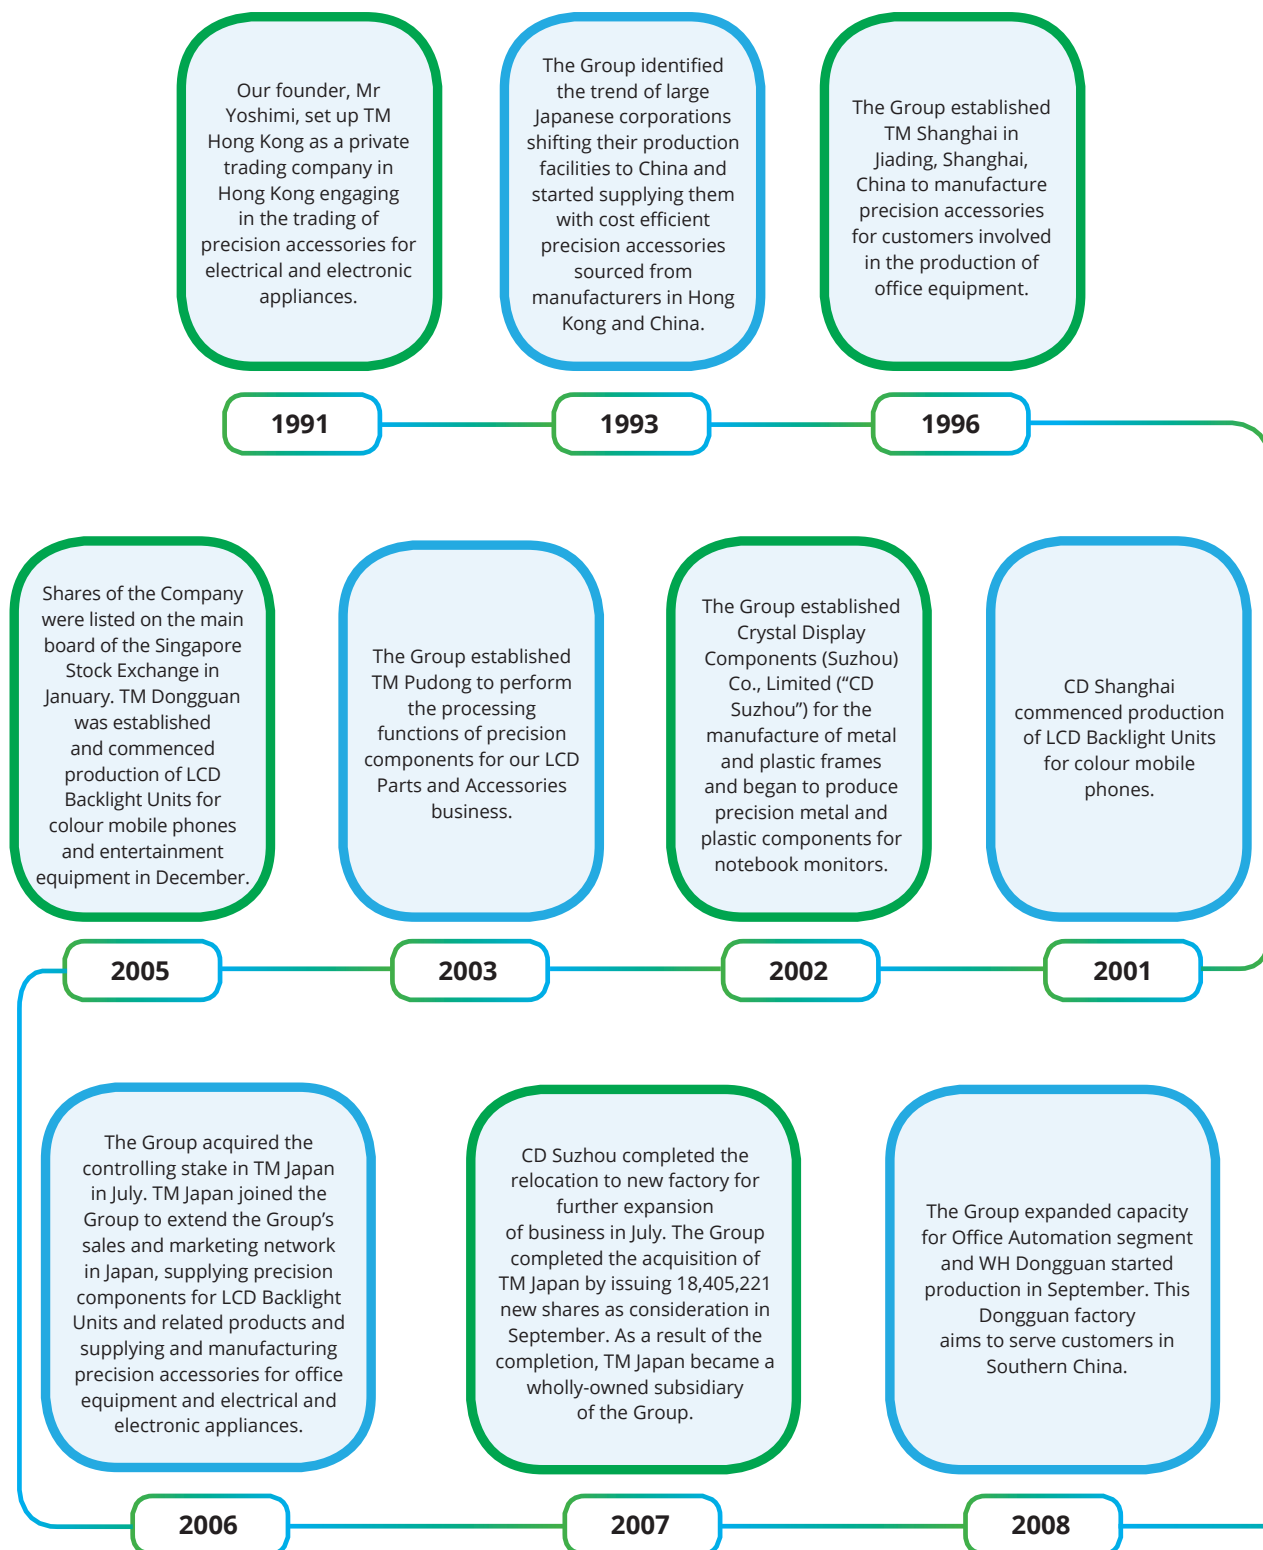 Our founder, Mr
Yoshimi, set up TM
Hong Kong as a private
trading company in
Hong Kong engaging
in the trading of
precision accessories for
electrical and electronic
appliances.
1991
The Group identified
the trend of large
Japanese corporations
shifting their production
facilities to China and
started supplying them
with cost efficient
precision accessories
sourced from
manufacturers in Hong
Kong and China.
1993
The Group established
TM Shanghai in
Jiading, Shanghai,
China to manufacture
precision accessories
for customers involved
in the production of
office equipment.
1996
CD Shanghai
commenced production
of LCD Backlight Units
for colour mobile
phones.
2001
The Group established
Crystal Display
Components (Suzhou)
Co., Limited (“CD
Suzhou”) for the
manufacture of metal
and plastic frames
and began to produce
precision metal and
plastic components for
notebook monitors.
2002
The Group established
TM Pudong to perform
the processing
functions of precision
components for our LCD
Parts and Accessories
business.
2003
Shares of the Company
were listed on the main
board of the Singapore
Stock Exchange in
January. TM Dongguan
was established
and commenced
production of LCD
Backlight Units for
colour mobile phones
and entertainment
equipment in December.
2005
The Group acquired the
controlling stake in TM Japan
in July. TM Japan joined the
Group to extend the Group’s
sales and marketing network
in Japan, supplying precision
components for LCD Backlight
Units and related products and
supplying and manufacturing
precision accessories for office
equipment and electrical and
electronic appliances.
2006
CD Suzhou completed the
relocation to new factory for
further expansion
of business in July. The Group
completed the acquisition of
TM Japan by issuing 18,405,221
new shares as consideration in
September. As a result of the
completion, TM Japan became a
wholly-owned subsidiary
of the Group.
2007
The Group expanded capacity
for Office Automation segment
and WH Dongguan started
production in September. This
Dongguan factory
aims to serve customers in
Southern China.
2008